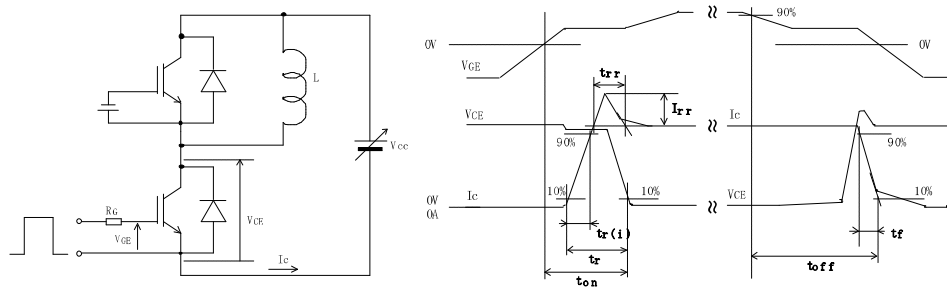 L
Vcc
RG
VGE
VCE
Ic
0V
VGE
VCE
Ic
0V
0A
trr
Irr
90%
10%
10%
tr(i)
tr
ton
90%
0V
Ic
90%
VCE
10%
tf
toff